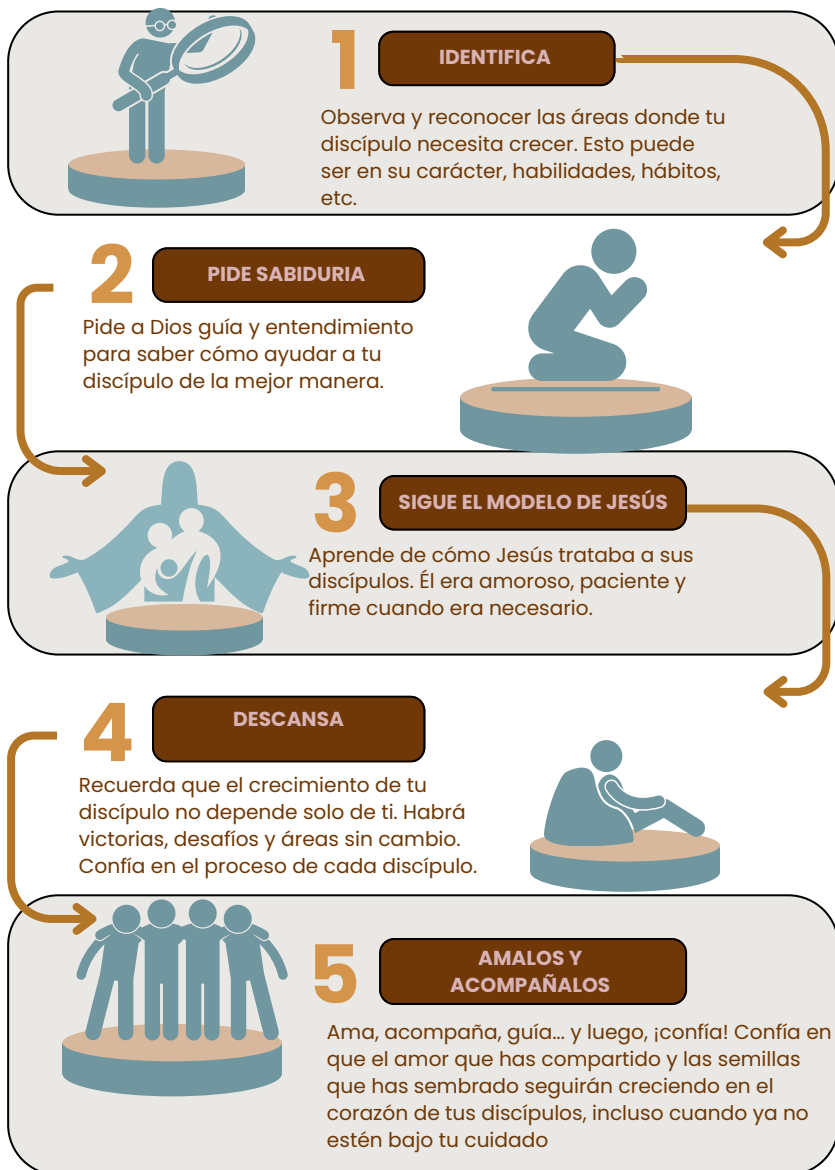 1
IDENTIFICA
Observa y reconocer las áreas donde tu
discípulo necesita crecer. Esto puede
ser en su carácter, habilidades, hábitos,
etc.
2
PIDE SABIDURIA
Pide a Dios guía y entendimiento
para saber cómo ayudar a tu
discípulo de la mejor manera.
3
SIGUE EL MODELO DE JESÚS
Aprende de cómo Jesús trataba a sus
discípulos. Él era amoroso, paciente y
firme cuando era necesario.
4
DESCANSA
Recuerda que el crecimiento de tu
discípulo no depende solo de ti. Habrá
victorias, desafíos y áreas sin cambio.
Confía en el proceso de cada discípulo.
5
AMALOS Y
ACOMPAÑALOS
Ama, acompaña, guía... y luego, ¡confía! Confía en
que el amor que has compartido y las semillas
que has sembrado seguirán creciendo en el
corazón de tus discípulos, incluso cuando ya no
estén bajo tu cuidado